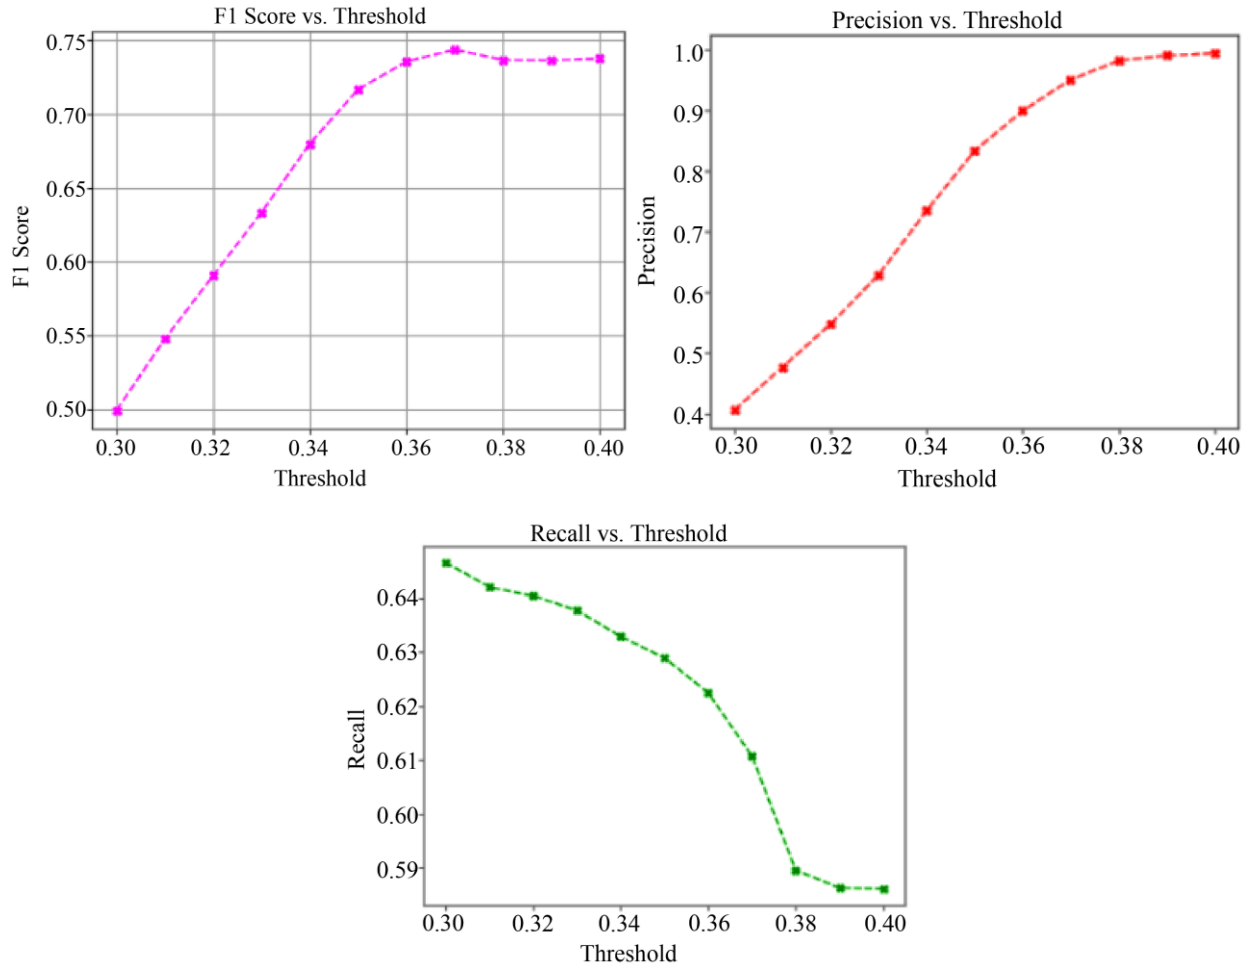 F1 Score vs. Threshold
0.75
0.70
0.65
0.60
0.55
0.50
F1 Score
0.30 0.32 0.34 0.36 0.38 0.40
Threshold
Precision vs. Threshold
1.0
0.9
0.8
0.7
0.6
0.5
0.4
Precision
0.30 0.32 0.34 0.36 0.38 0.40
Threshold
Recall vs. Threshold
0.64
0.63
0.62
0.61
0.60
0.59
Recall
0.30 0.32 0.34 0.36 0.38 0.40
Threshold